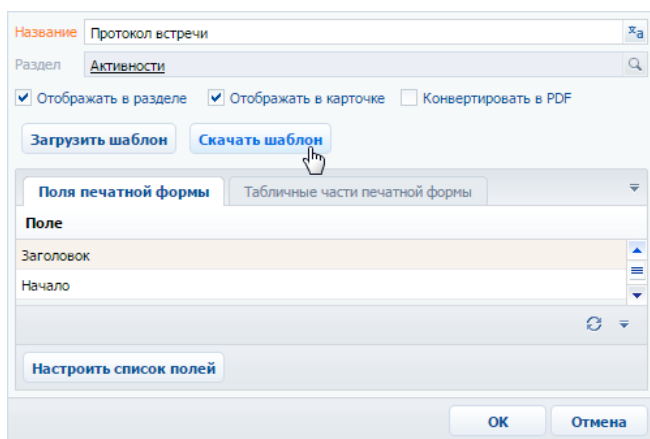 Название Протокол встречи
Раздел Активности
Отображать в разделе Отображать в карточке Конвертировать в PDF
Загрузить шаблон Скачать шаблон
Поля печатной формы Табличные части печатной формы
Поле
Заголовок
Начало
Настроить список полей
ОК Отмена